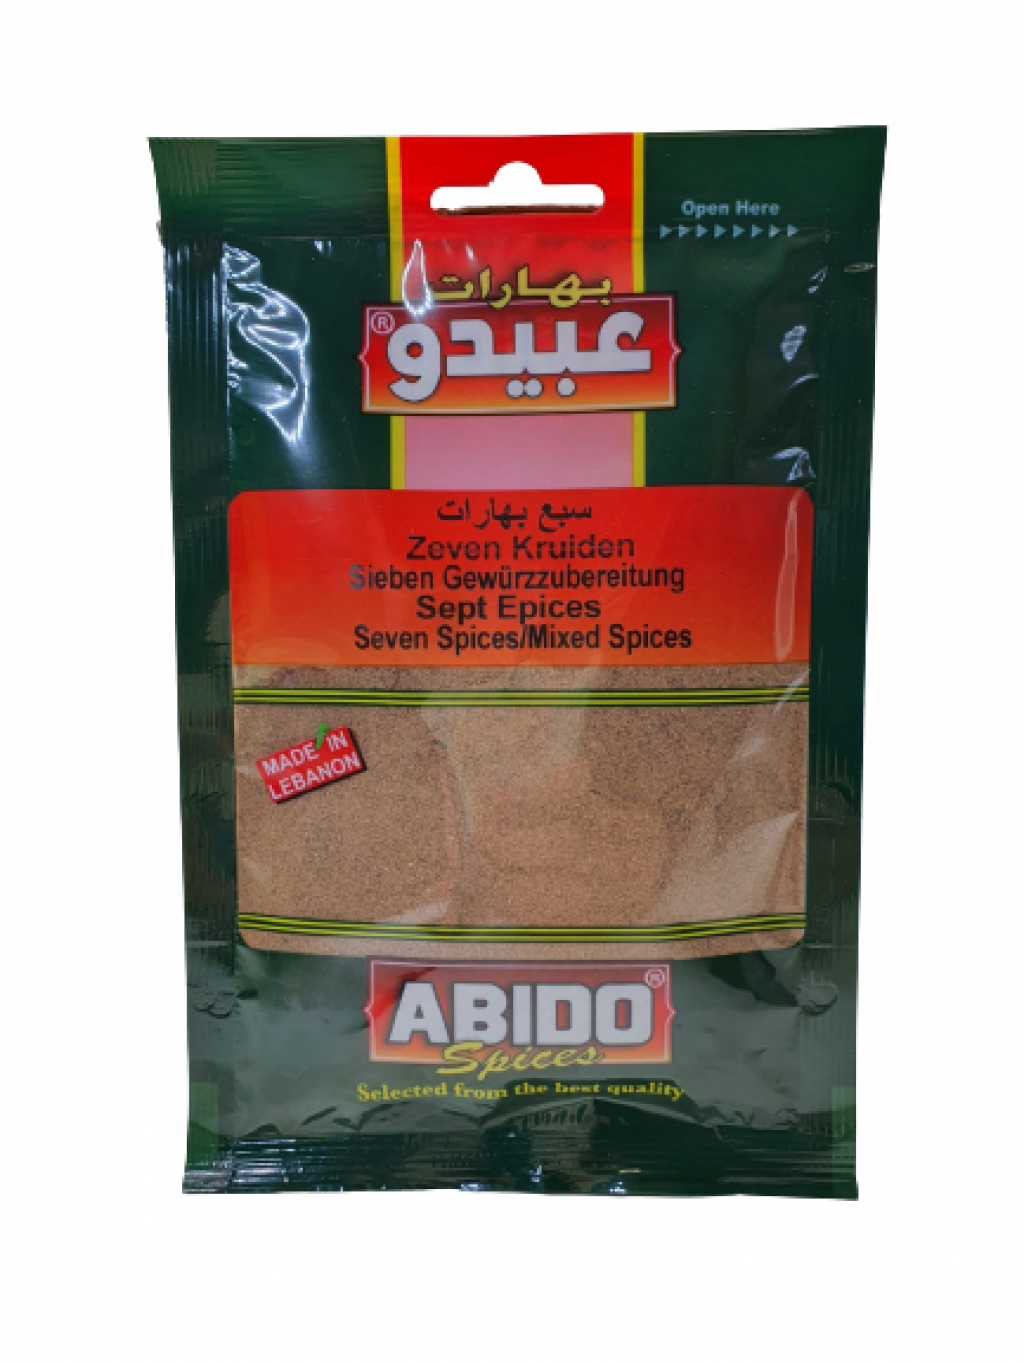 Open Here
بهارات
عبيدو®
سبع بهارات
Zeven Kruiden
Sieben Gewürzzubereitung
Sept Epices
Seven Spices/Mixed Spices
MADE IN
LEBANON
ABIDO®
Spices
Selected from the best quality